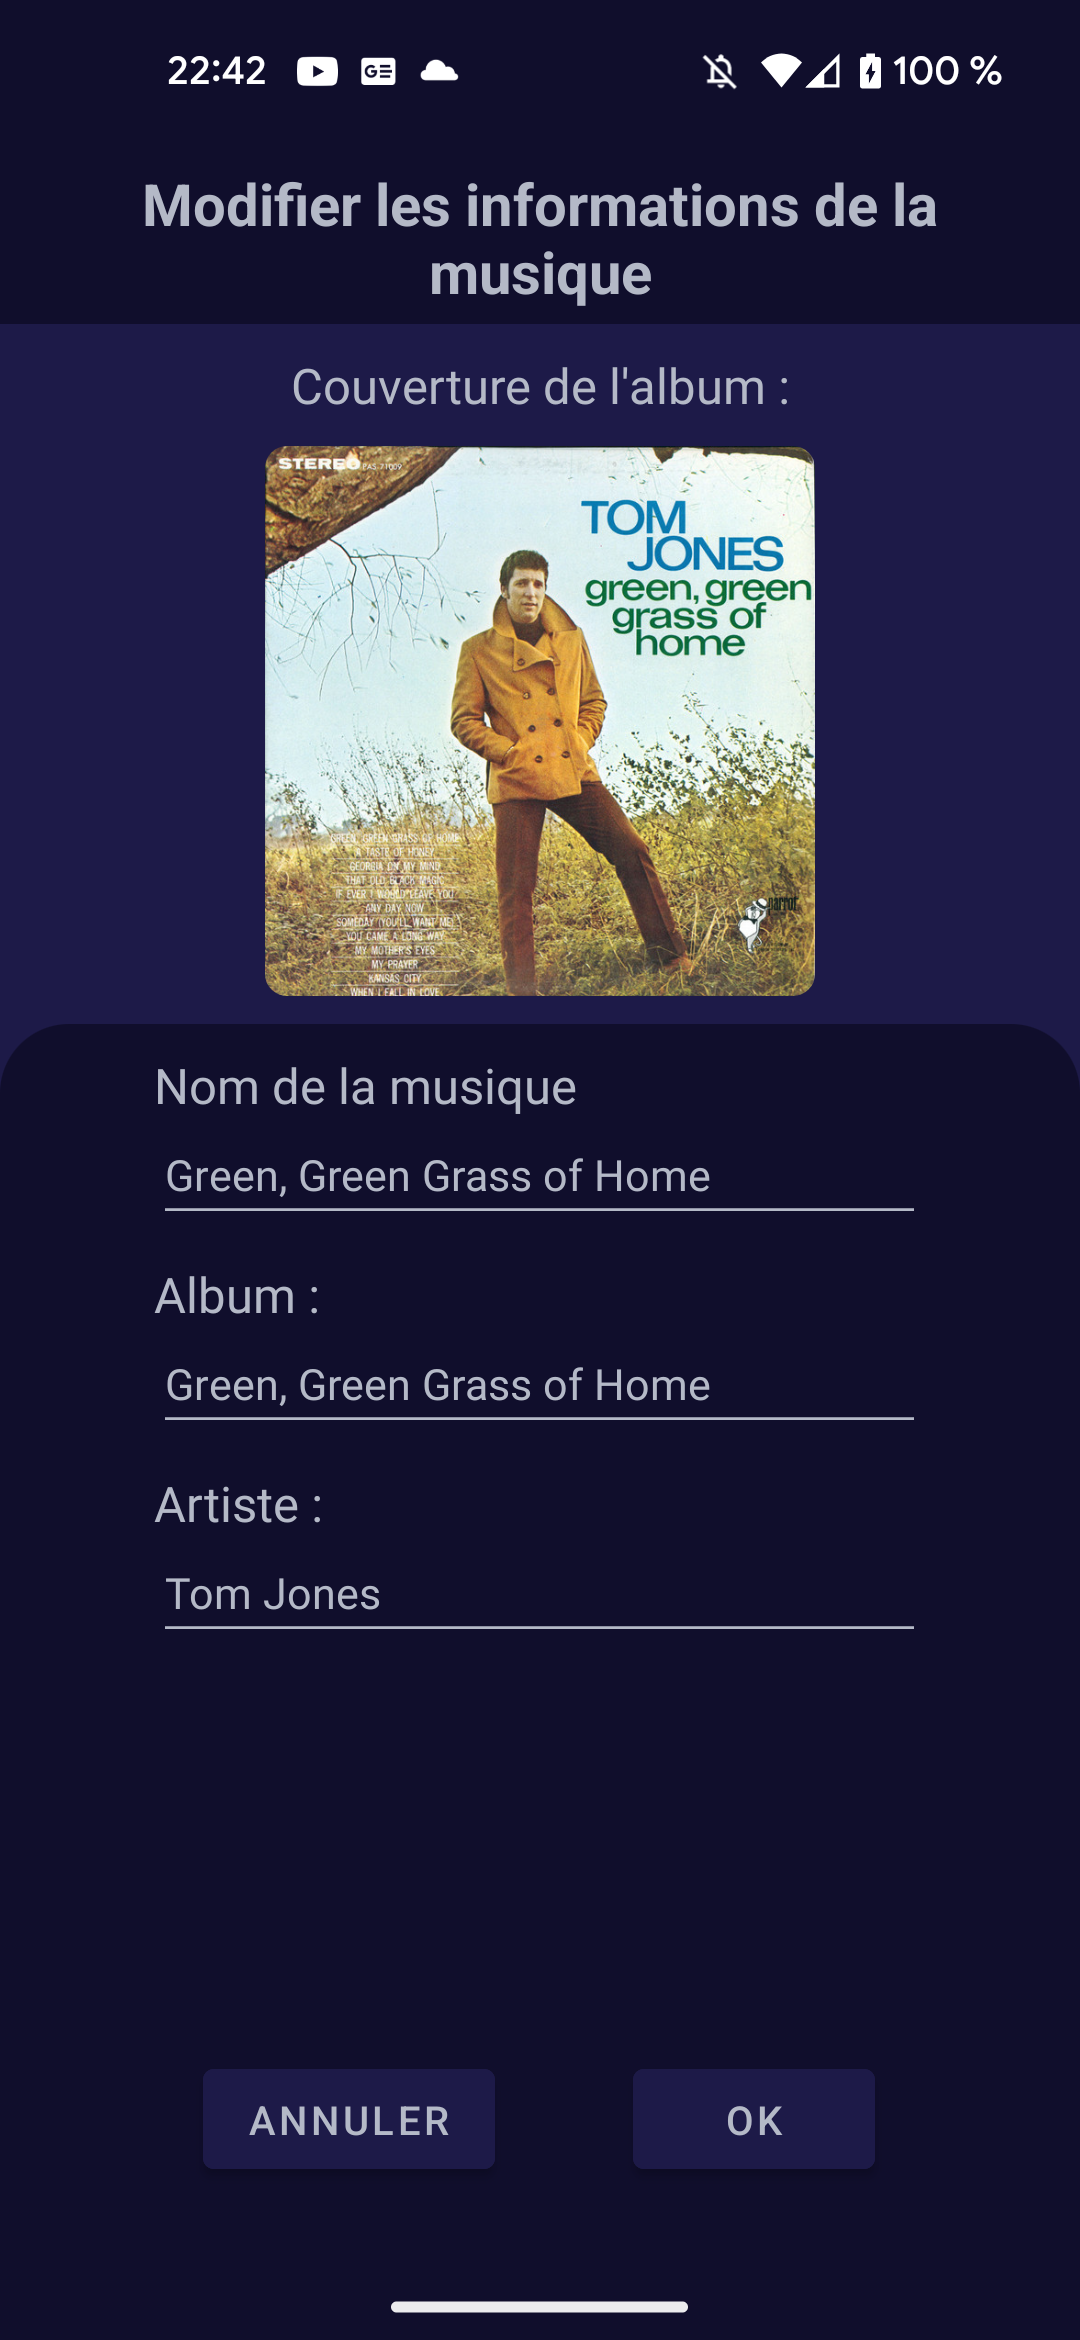 22:42
100 %
Modifier les informations de la
musique
Couverture de l'album :
STEREO PAS 71009
TOM
JONES
green, green
grass of
home
GREEN, GREEN GRASS OF HOME
A TASTE OF HONEY
GEORGIA ON MY MIND
THAT OLD BLACK MAGIC
IF EVER I WOULD LEAVE YOU
ANY DAY NOW
SOMEDAY (YOU'LL WANT ME)
YOU CAME A LONG WAY
MY MOTHER'S EYES
MY PRAYER
KANSAS CITY
WHEN I FALL IN LOVE
parrot
Nom de la musique
Green, Green Grass of Home
Album :
Green, Green Grass of Home
Artiste :
Tom Jones
ANNULER
OK